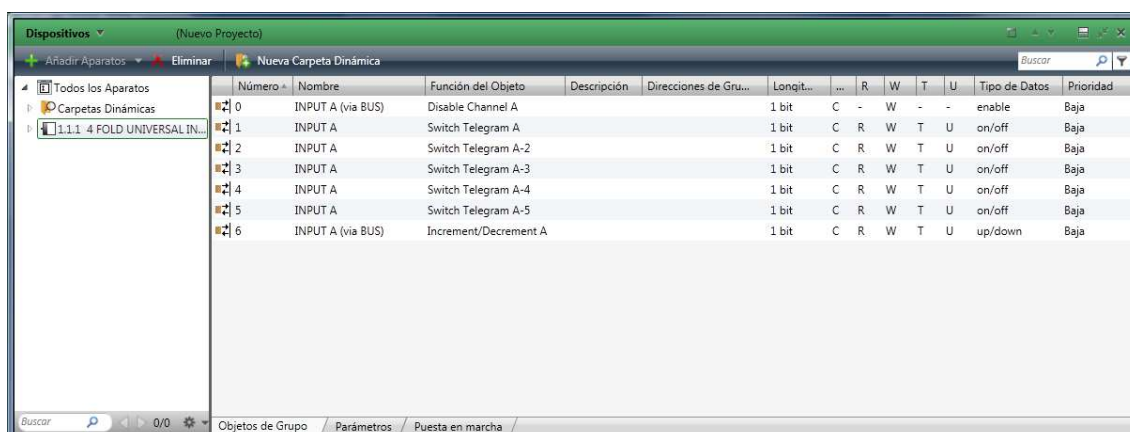 Dispositivos (Nuevo Proyecto)
Añadir Aparatos Eliminar Nueva Carpeta Dinámica Buscar
Todos los Aparatos
Carpetas Dinámicas
1.1.1 4 FOLD UNIVERSAL IN...
Número Nombre Función del Objeto Descripción Direcciones de Gru... Longit... ... R W T U Tipo de Datos Prioridad
0 INPUT A (via BUS) Disable Channel A 1 bit C - W - - enable Baja
1 INPUT A Switch Telegram A 1 bit C R W T U on/off Baja
2 INPUT A Switch Telegram A-2 1 bit C R W T U on/off Baja
3 INPUT A Switch Telegram A-3 1 bit C R W T U on/off Baja
4 INPUT A Switch Telegram A-4 1 bit C R W T U on/off Baja
5 INPUT A Switch Telegram A-5 1 bit C R W T U on/off Baja
6 INPUT A (via BUS) Increment/Decrement A 1 bit C R W T U up/down Baja
Buscar 0/0 Objetos de Grupo Parámetros Puesta en marcha